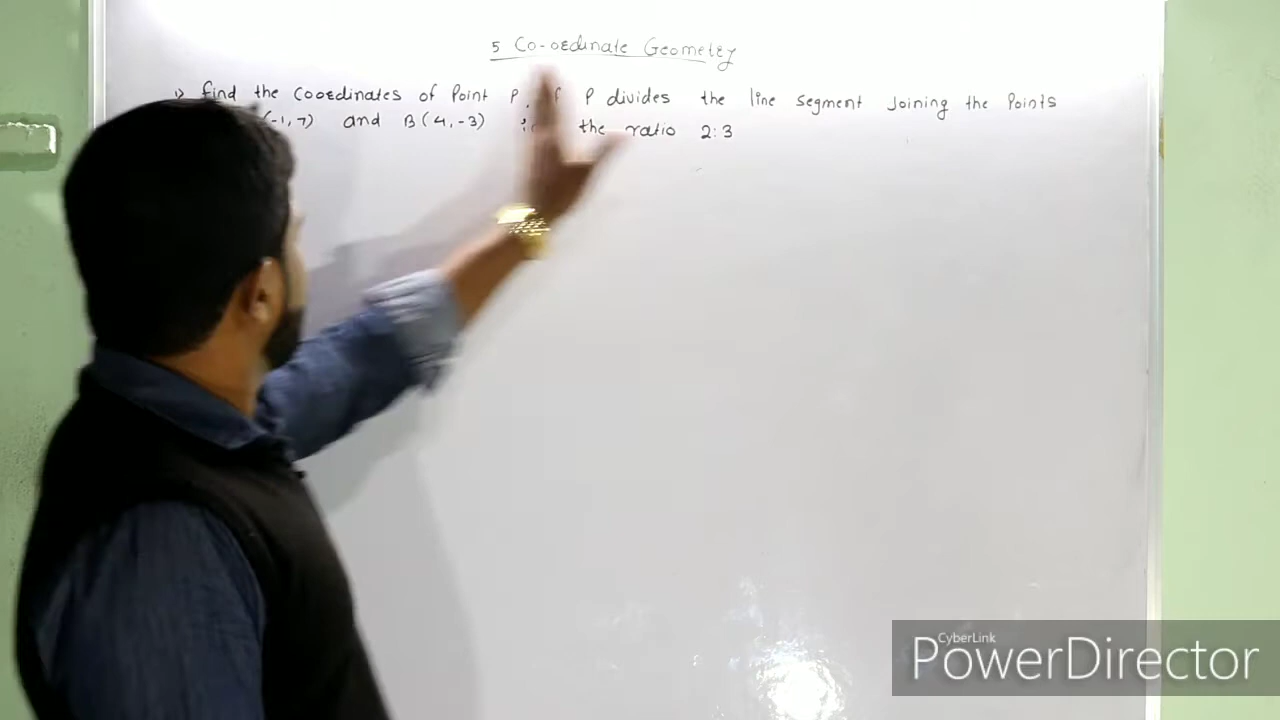 5 Co-ordinate Geometry
1) find the coordinates of Point P, if P divides the line segment Joining the Points
(-1,7) and B(4,-3) the ratio 2:3
CyberLink
PowerDirector